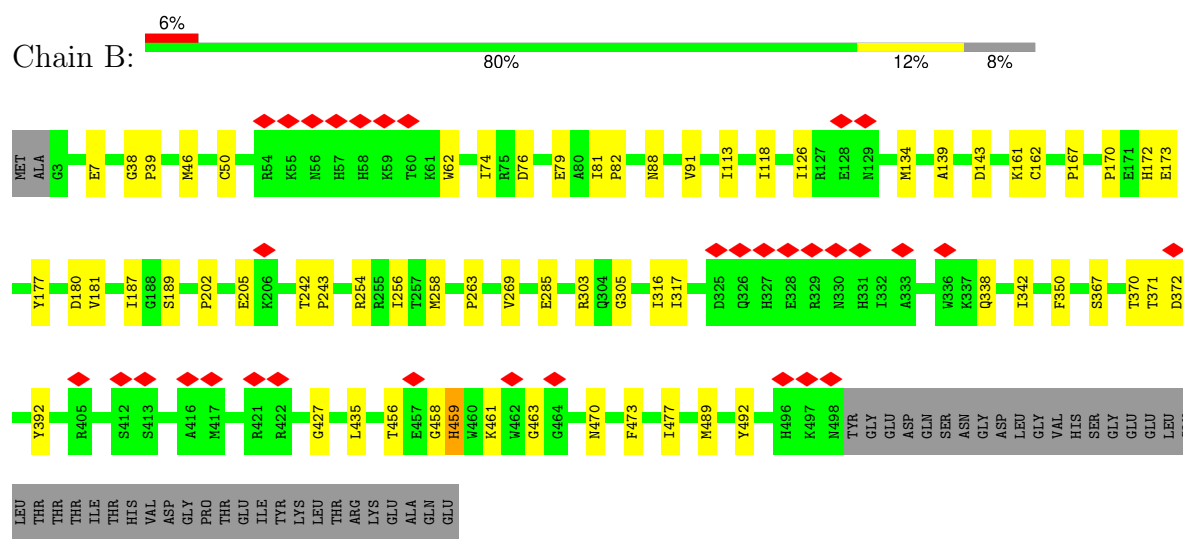 6%
Chain B:
80% 12% 8%
MET ALA G3 E7 G38 P39 M46 C50 R54 K55 N56 H57 H58 K59 T60 K61 W62 I74 R75 D76 E79 A80 I81 P82 N88 V91 I113 I118 I126 R127 E128 N129 M134 A139 D143 K161 C162 P167 P170 E171 H172 E173
Y177 D180 V181 I187 G188 S189 P202 E205 K206 T242 P243 R254 R255 I256 T257 M258 P263 V269 E285 R303 Q304 G305 I316 I317 D325 Q326 H327 E328 R329 N330 H331 I332 A333 W336 K337 Q338 I342 F350 S367 T370 T371 D372
Y392 R405 S412 S413 A416 M417 R421 R422 G427 L435 T456 E457 G458 H459 W460 K461 W462 G463 G464 N470 F473 I477 M489 Y492 H496 K497 N498 TYR GLY GLU ASP GLN SER ASN GLY ASP LEU GLY VAL HIS SER GLY GLU GLU LEU
LEU THR THR THR ILE THR HIS VAL ASP GLY PRO THR GLU ILE TYR LYS LEU THR ARG LYS GLU ALA GLN GLU